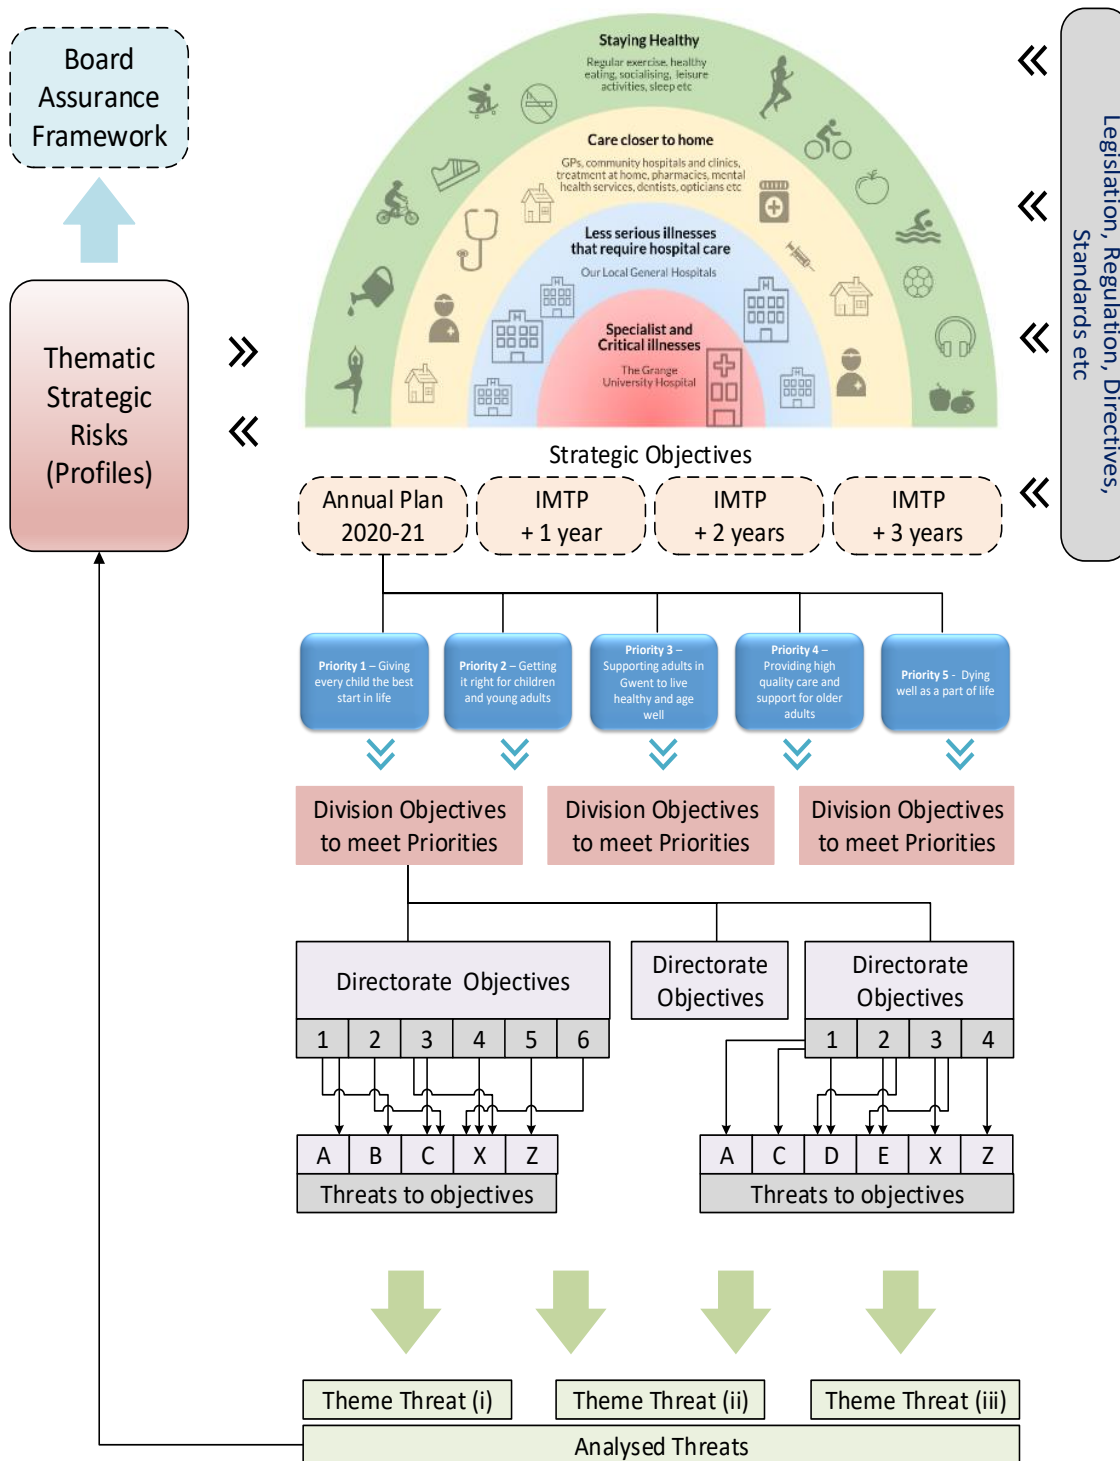 Board
Assurance
Framework
Thematic
Strategic
Risks
(Profiles)
Staying Healthy
Regular exercise, healthy
eating, socialising, leisure
activities, sleep etc
Care closer to home
GPs, community hospitals and clinics,
treatment at home, pharmacies, mental
health services, dentists, opticians etc
Less serious illnesses
that require hospital care
Our Local General Hospitals
Specialist and
Critical illnesses
The Grange
University Hospital
Legislation, Regulation, Directives,
Standards etc
Strategic Objectives
Annual Plan
2020-21
IMTP
+ 1 year
IMTP
+ 2 years
IMTP
+ 3 years
Priority 1 – Giving
every child the best
start in life
Priority 2 – Getting
it right for children
and young adults
Priority 3 –
Supporting adults in
Gwent to live
healthy and age
well
Priority 4 –
Providing high
quality care and
support for older
adults
Priority 5 - Dying
well as a part of life
Division Objectives
to meet Priorities
Division Objectives
to meet Priorities
Division Objectives
to meet Priorities
Directorate Objectives
1 2 3 4 5 6
Directorate
Objectives
Directorate
Objectives
1 2 3 4
A B C X Z
Threats to objectives
A C D E X Z
Threats to objectives
Theme Threat (i)
Theme Threat (ii)
Theme Threat (iii)
Analysed Threats